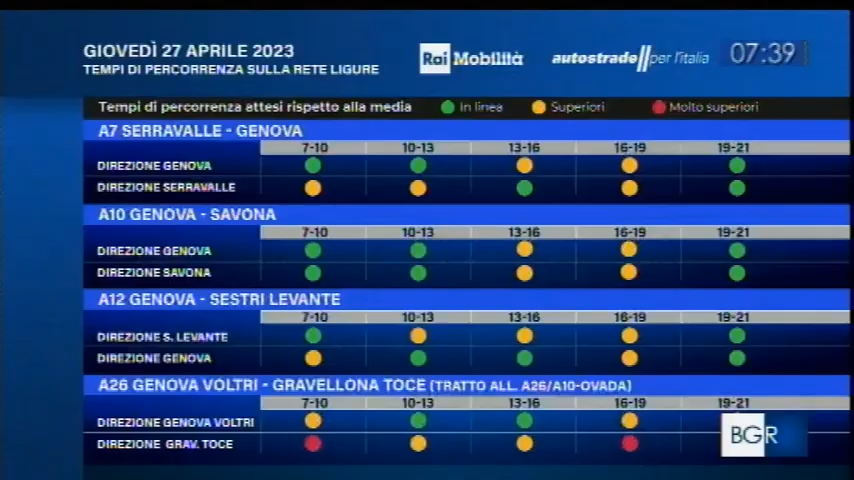 GIOVEDÌ 27 APRILE 2023
TEMPI DI PERCORRENZA SULLA RETE LIGURE
Rai Mobilità
autostrade//per l'italia
07:39
Tempi di percorrenza attesi rispetto alla media In linea Superiori Molto superiori
A7 SERRAVALLE - GENOVA
7-10 10-13 13-16 16-19 19-21
DIREZIONE GENOVA
DIREZIONE SERRAVALLE
A10 GENOVA - SAVONA
7-10 10-13 13-16 16-19 19-21
DIREZIONE GENOVA
DIREZIONE SAVONA
A12 GENOVA - SESTRI LEVANTE
7-10 10-13 13-16 16-19 19-21
DIREZIONE S. LEVANTE
DIREZIONE GENOVA
A26 GENOVA VOLTRI - GRAVELLONA TOCE (TRATTO ALL. A26/A10-OVADA)
7-10 10-13 13-16 16-19 19-21
DIREZIONE GENOVA VOLTRI
DIREZIONE GRAV. TOCE
BGR